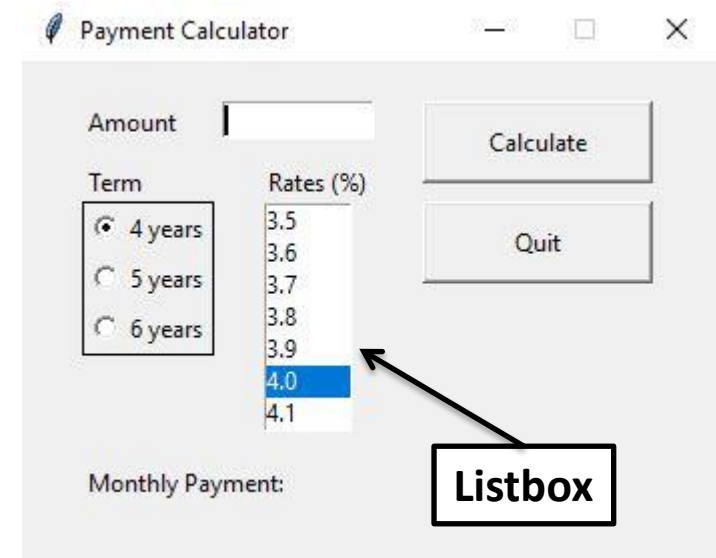 Payment Calculator
Amount
Calculate
Term
Rates (%)
4 years
5 years
6 years
3.5
3.6
3.7
3.8
3.9
4.0
4.1
Quit
Listbox
Monthly Payment: